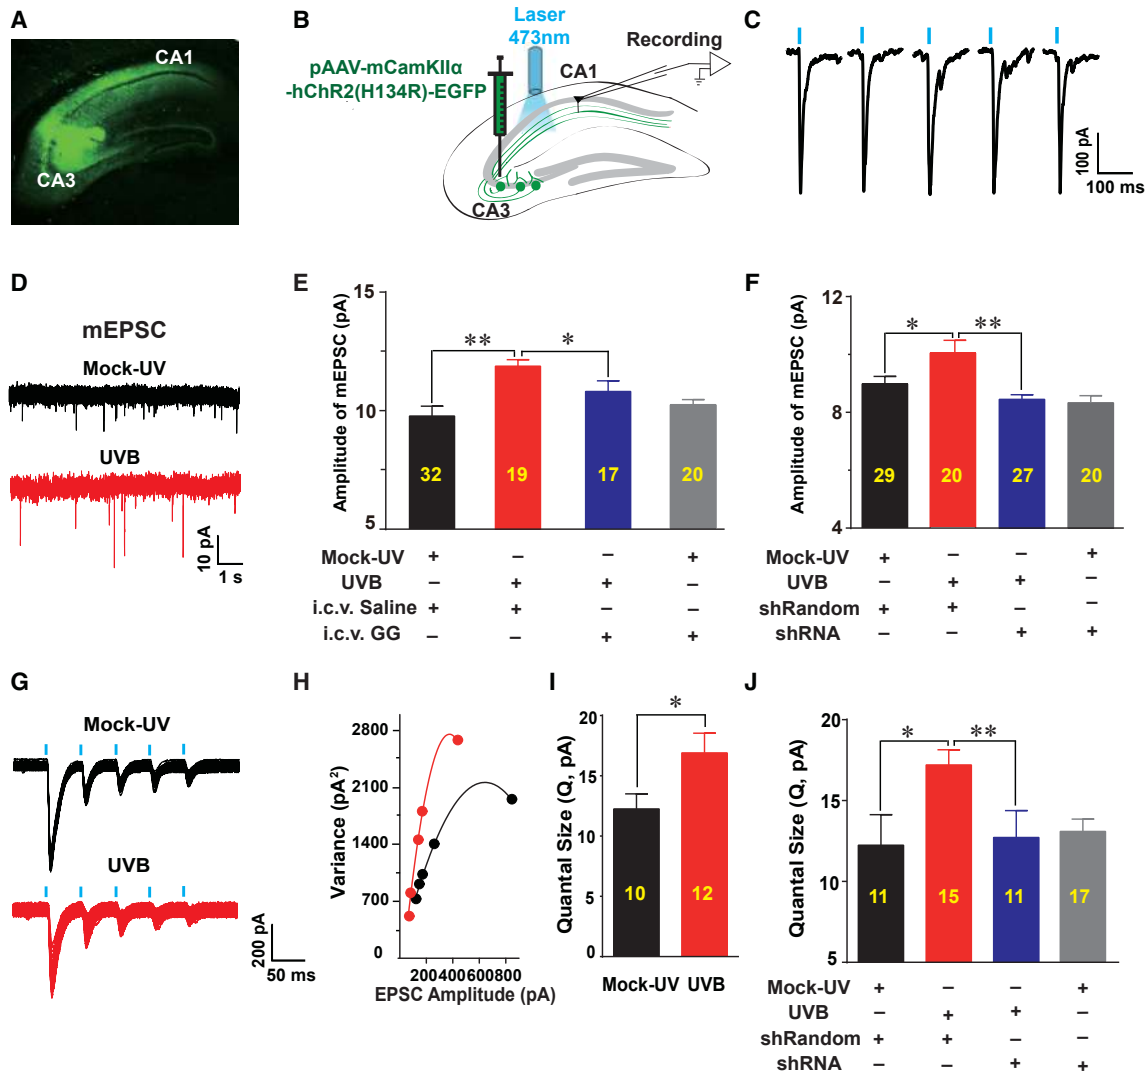 A
CA1
CA3
B
Laser
473nm
Recording
pAAV-mCamKIIα
-hChR2(H134R)-EGFP
CA1
CA3
C
100 pA
100 ms
D
mEPSC
Mock-UV
UVB
10 pA
1 s
E
Amplitude of mEPSC (pA)
15
10
5
** *
32 19 17 20
Mock-UV + – – +
UVB – + + –
i.c.v. Saline + + – –
i.c.v. GG – – + +
F
Amplitude of mEPSC (pA)
12
8
4
* **
29 20 27 20
Mock-UV + – – +
UVB – + + –
shRandom + + – –
shRNA – – + +
G
Mock-UV
UVB
200 pA
50 ms
H
Variance (pA²)
2800
2100
1400
700
0
200 400 600 800
EPSC Amplitude (pA)
I
Quantal Size (Q, pA)
20
15
10
5
0
*
10 12
Mock-UV UVB
J
Quantal Size (Q, pA)
20
15
10
5
* **
11 15 11 17
Mock-UV + – – +
UVB – + + –
shRandom + + – –
shRNA – – + +